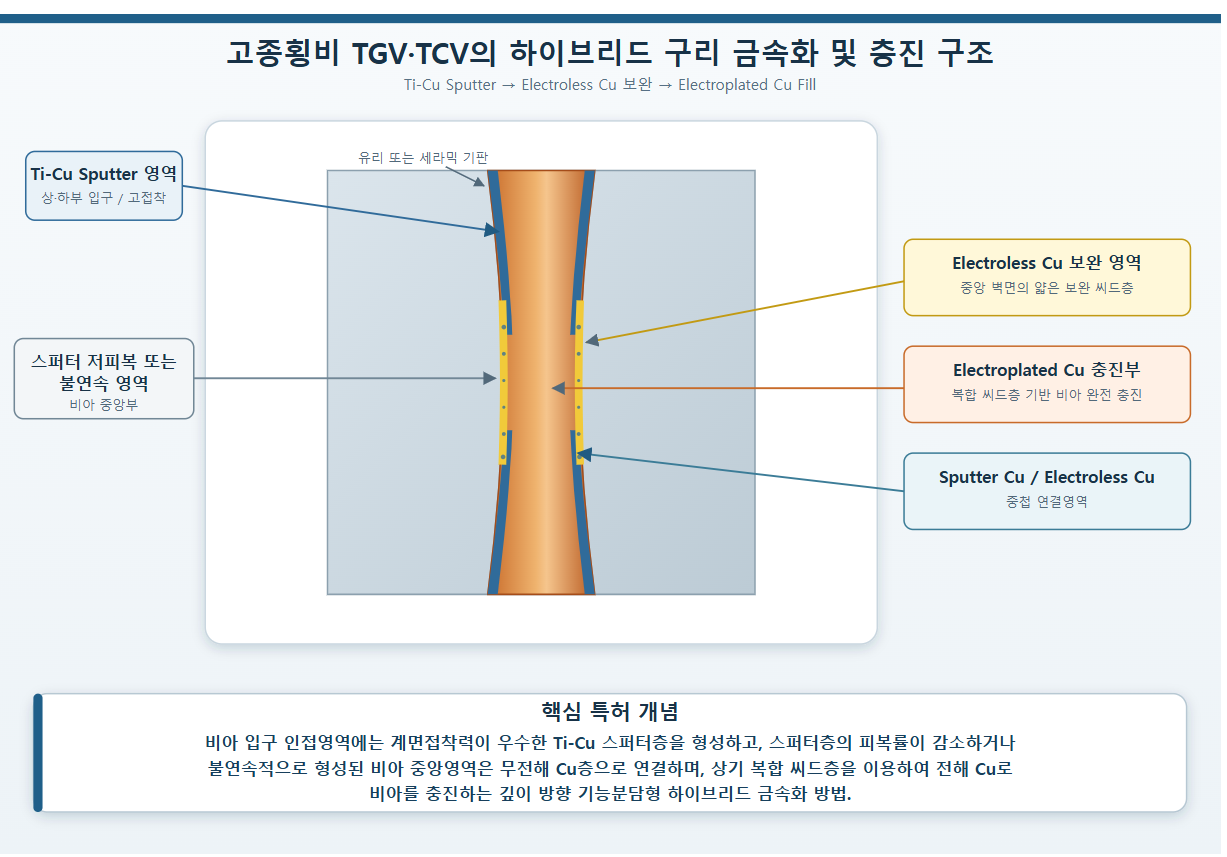 고종횡비 TGV·TCV의 하이브리드 구리 금속화 및 충진 구조
Ti-Cu Sputter → Electroless Cu 보완 → Electroplated Cu Fill
유리 또는 세라믹 기판
Ti-Cu Sputter 영역
상·하부 입구 / 고접착
스퍼터 저피복 또는
불연속 영역
비아 중앙부
Electroless Cu 보완 영역
중앙 벽면의 얇은 보완 씨드층
Electroplated Cu 충진부
복합 씨드층 기반 비아 완전 충진
Sputter Cu / Electroless Cu
중첩 연결영역
핵심 특허 개념
비아 입구 인접영역에는 계면접착력이 우수한 Ti-Cu 스퍼터층을 형성하고, 스퍼터층의 피복률이 감소하거나
불연속적으로 형성된 비아 중앙영역은 무전해 Cu층으로 연결하며, 상기 복합 씨드층을 이용하여 전해 Cu로
비아를 충진하는 깊이 방향 기능분담형 하이브리드 금속화 방법.